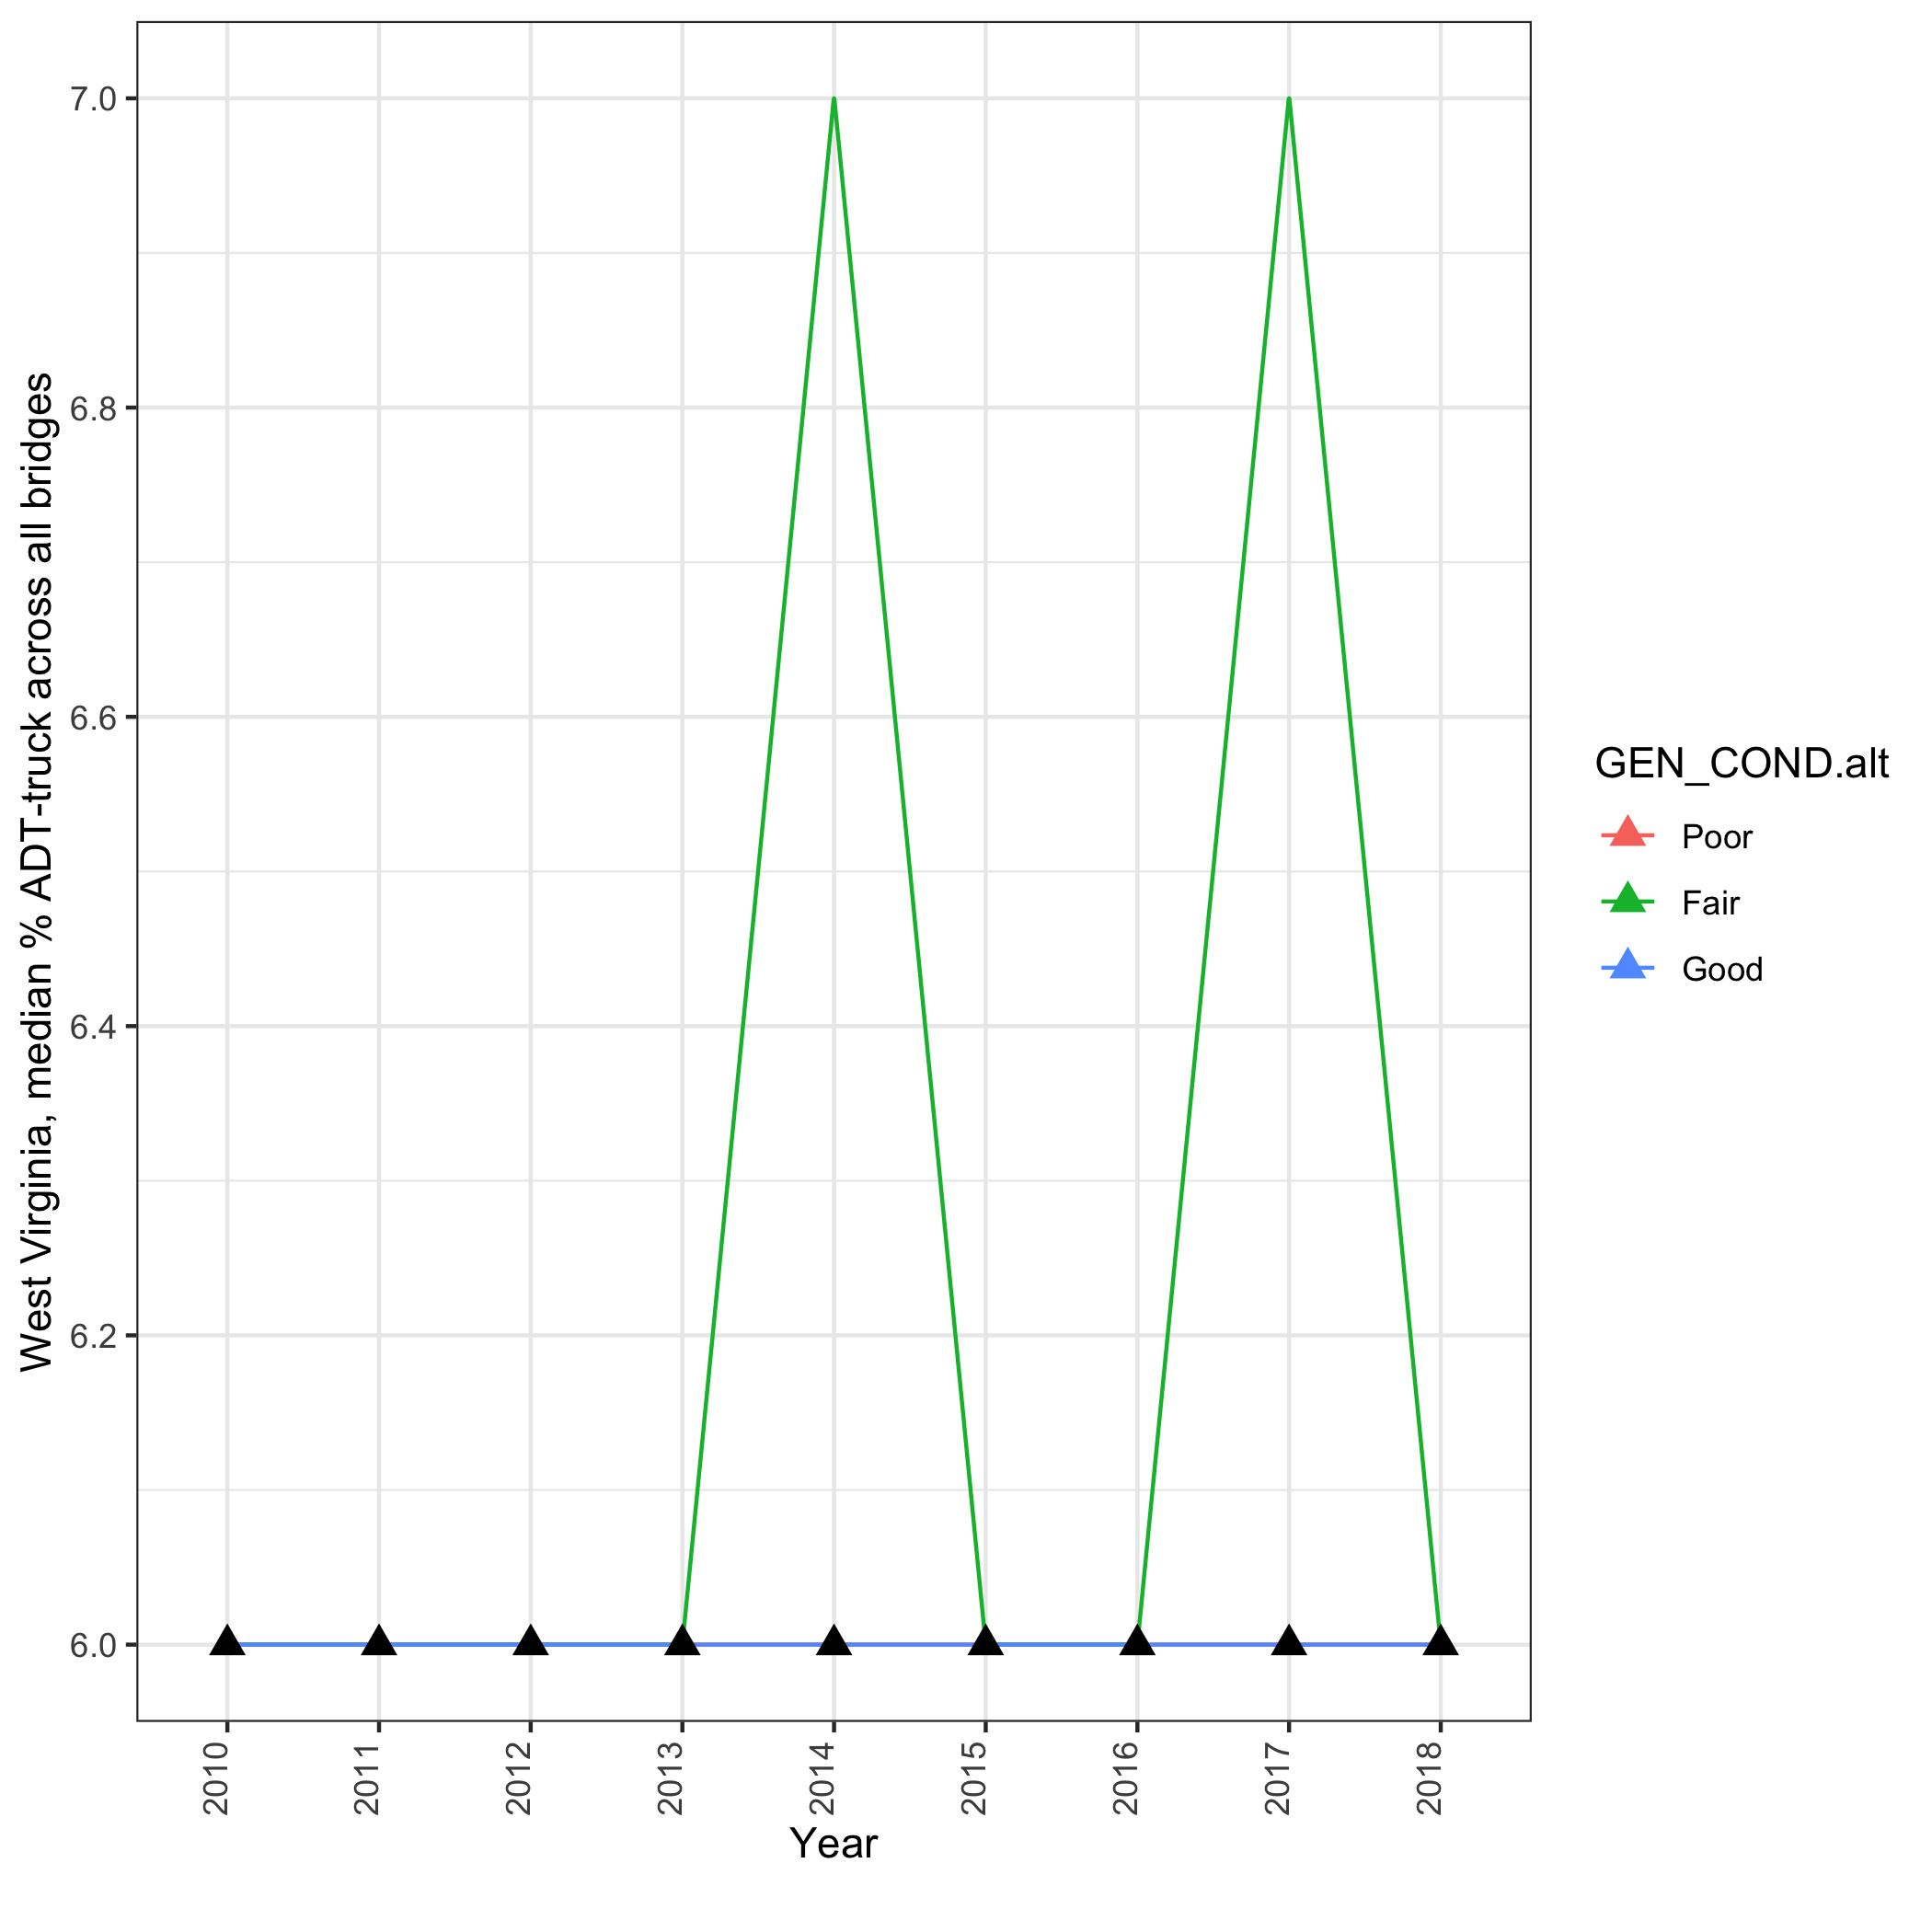 West Virginia, median % ADT-truck across all bridges
7.0
6.8
6.6
6.4
6.2
6.0
2010
2011
2012
2013
2014
2015
2016
2017
2018
Year
GEN_COND.alt
Poor
Fair
Good